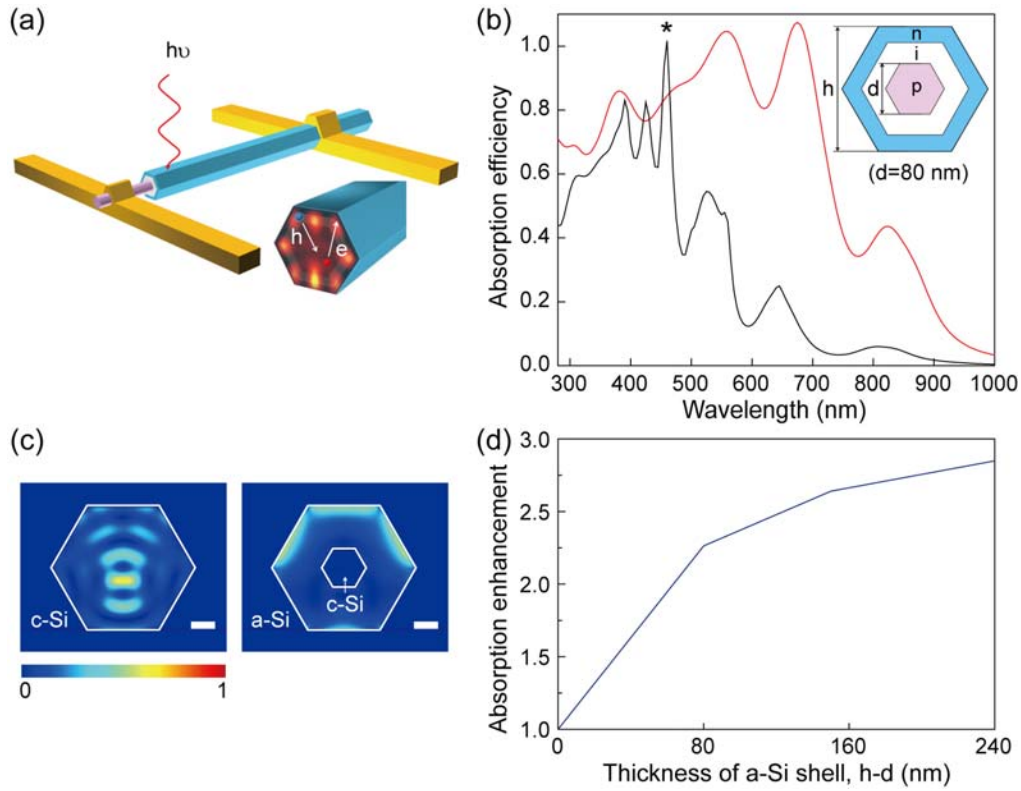 (a)
hυ
h
e
(b)
*
n
i
p
h
d
(d=80 nm)
Absorption efficiency
1.0
0.8
0.6
0.4
0.2
0.0
300 400 500 600 700 800 900 1000
Wavelength (nm)
(c)
c-Si
a-Si
c-Si
0 1
(d)
Absorption enhancement
3.0
2.5
2.0
1.5
1.0
0 80 160 240
Thickness of a-Si shell, h-d (nm)